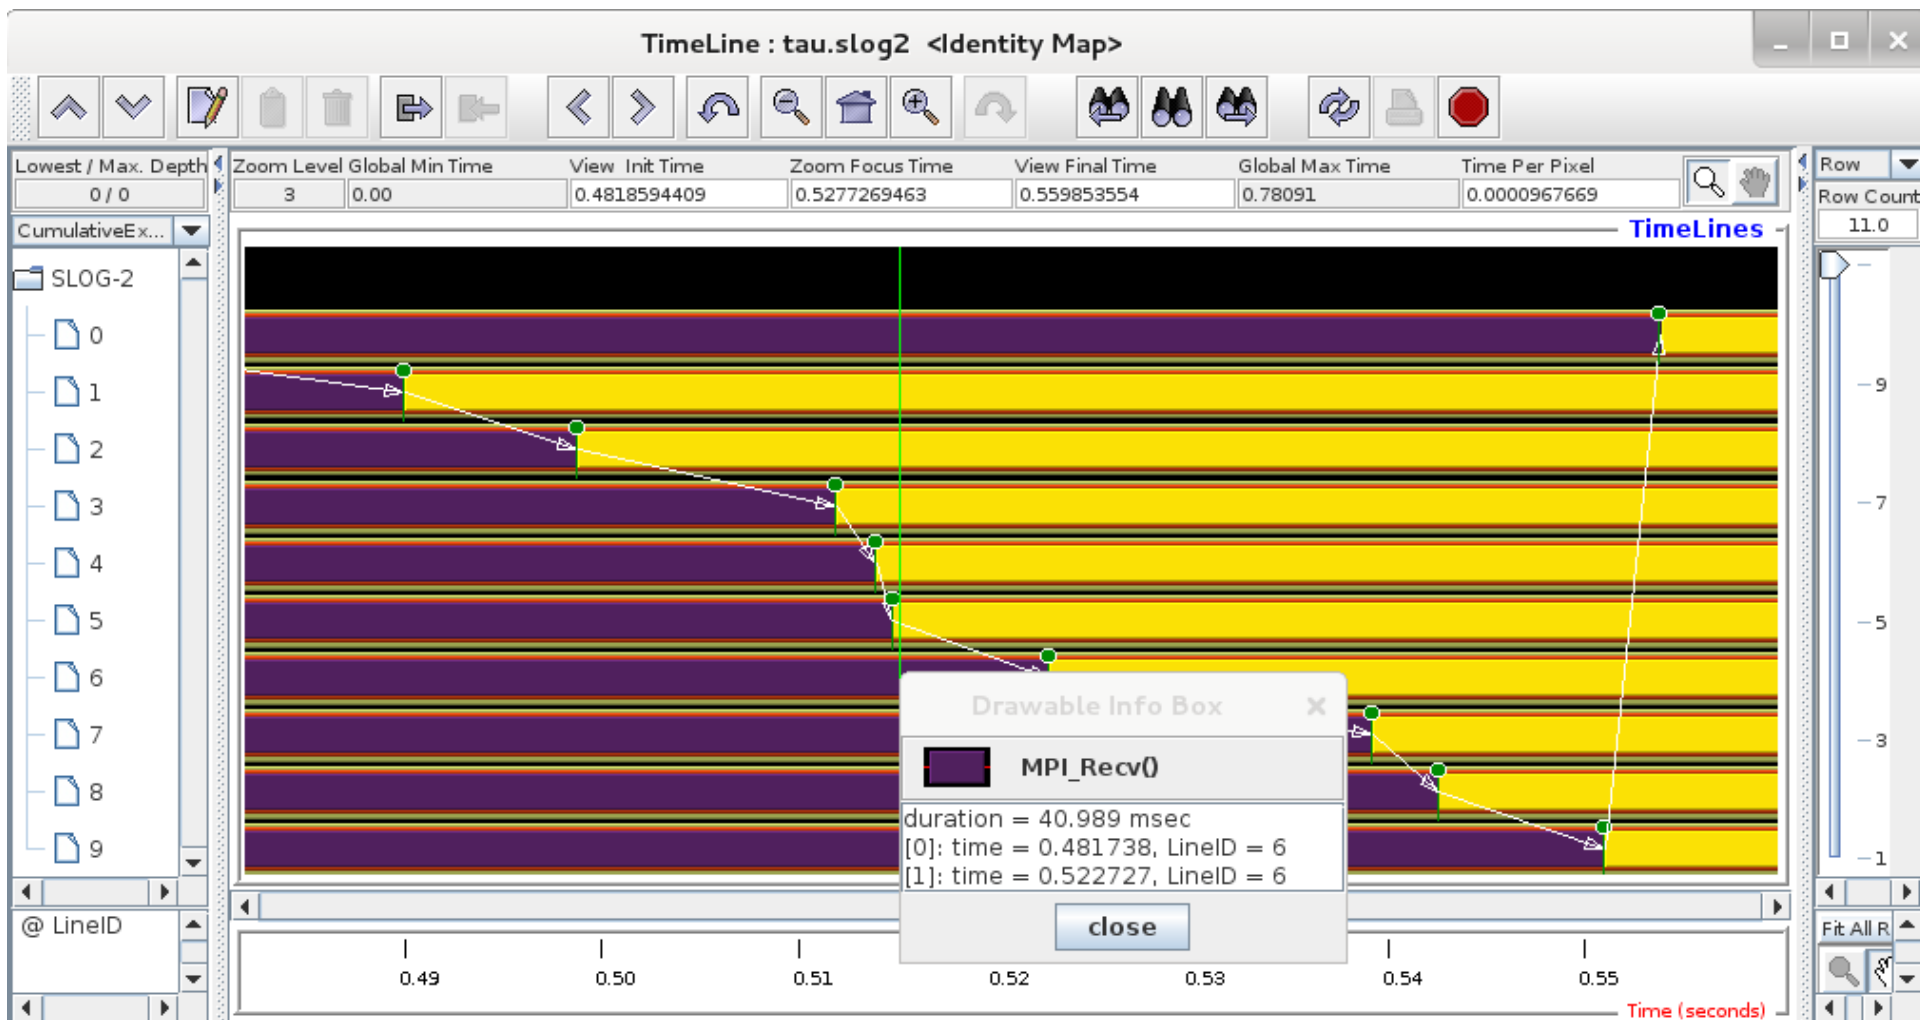 TimeLine : tau.slog2 <Identity Map>
Lowest / Max. Depth
0 / 0
Zoom Level
3
Global Min Time
0.00
View Init Time
0.4818594409
Zoom Focus Time
0.5277269463
View Final Time
0.559853554
Global Max Time
0.78091
Time Per Pixel
0.0000967669
Row
Row Count
11.0
CumulativeEx...
TimeLines
SLOG-2
0
1
2
3
4
5
6
7
8
9
9
7
5
3
1
Drawable Info Box
MPI_Recv()
duration = 40.989 msec
[0]: time = 0.481738, LineID = 6
[1]: time = 0.522727, LineID = 6
close
@ LineID
Fit All R
0.49
0.50
0.51
0.52
0.53
0.54
0.55
Time (seconds)